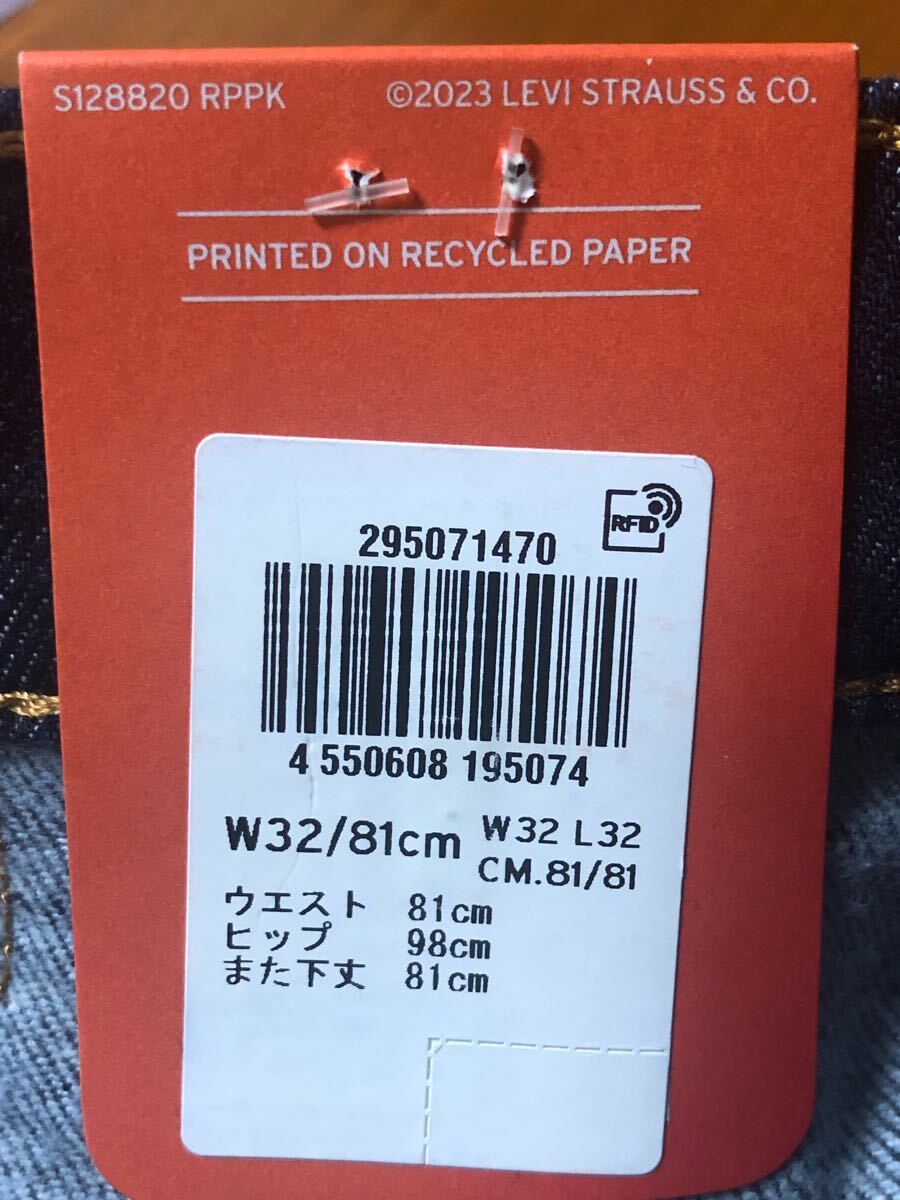 S128820 RPPK ©2023 LEVI STRAUSS & CO.
PRINTED ON RECYCLED PAPER
RFID
295071470
4 550608 195074
W32/81cm W32 L32
CM.81/81
ウエスト 81cm
ヒップ 98cm
また下丈 81cm